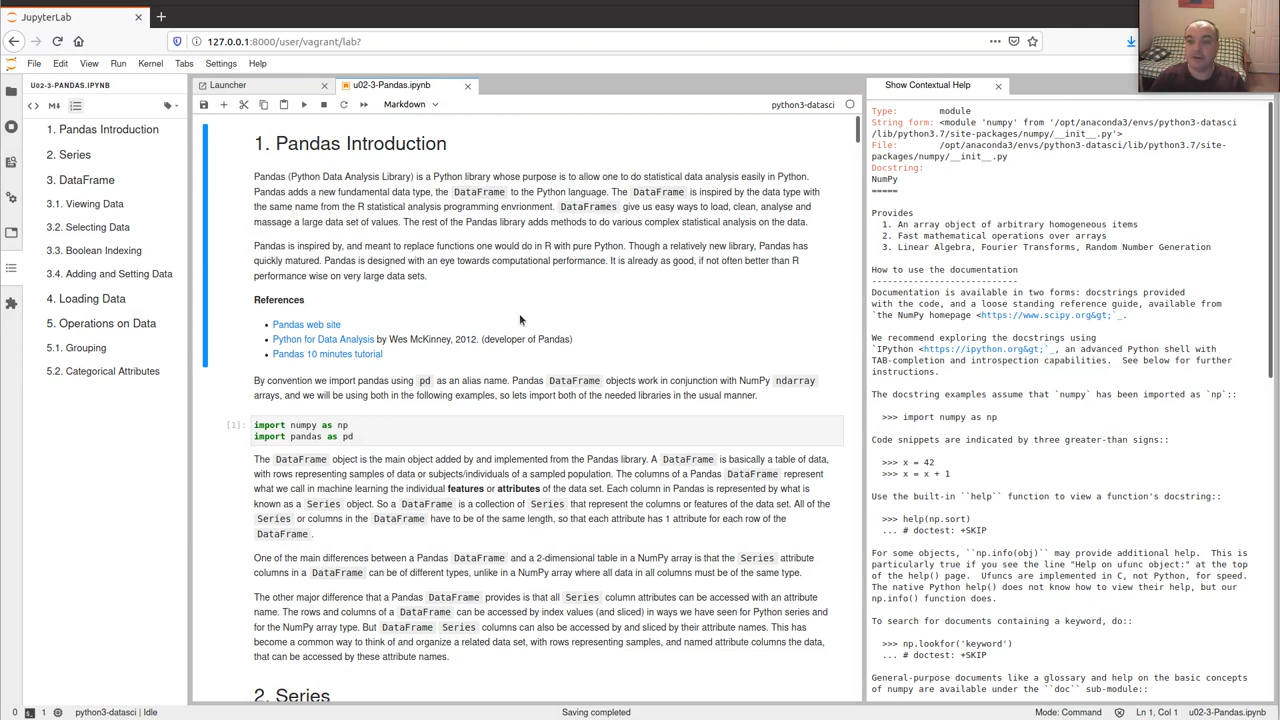 JupyterLab
127.0.0.1:8000/user/vagrant/lab?
File Edit View Run Kernel Tabs Settings Help
U02-3-PANDAS.IPYNB
1. Pandas Introduction
2. Series
3. DataFrame
3.1. Viewing Data
3.2. Selecting Data
3.3. Boolean Indexing
3.4. Adding and Setting Data
4. Loading Data
5. Operations on Data
5.1. Grouping
5.2. Categorical Attributes
Launcher
u02-3-Pandas.ipynb
Markdown
python3-datasci
1. Pandas Introduction
Pandas (Python Data Analysis Library) is a Python library whose purpose is to allow one to do statistical data analysis easily in Python.
Pandas adds a new fundamental data type, the DataFrame to the Python language. The DataFrame is inspired by the data type with
the same name from the R statistical analysis programming envrionment. DataFrames give us easy ways to load, clean, analyse and
massage a large data set of values. The rest of the Pandas library adds methods to do various complex statistical analysis on the data.
Pandas is inspired by, and meant to replace functions one would do in R with pure Python. Though a relatively new library, Pandas has
quickly matured. Pandas is designed with an eye towards computational performance. It is already as good, if not often better than R
performance wise on very large data sets.
References
• Pandas web site
• Python for Data Analysis by Wes McKinney, 2012. (developer of Pandas)
• Pandas 10 minutes tutorial
By convention we import pandas using pd as an alias name. Pandas DataFrame objects work in conjunction with NumPy ndarray
arrays, and we will be using both in the following examples, so lets import both of the needed libraries in the usual manner.
[1]: import numpy as np
import pandas as pd
The DataFrame object is the main object added by and implemented from the Pandas library. A DataFrame is basically a table of data,
with rows representing samples of data or subjects/individuals of a sampled population. The columns of a Pandas DataFrame represent
what we call in machine learning the individual features or attributes of the data set. Each column in Pandas is represented by what is
known as a Series object. So a DataFrame is a collection of Series that represent the columns or features of the data set. All of the
Series or columns in the DataFrame have to be of the same length, so that each attribute has 1 attribute for each row of the
DataFrame .
One of the main differences between a Pandas DataFrame and a 2-dimensional table in a NumPy array is that the Series attribute
columns in a DataFrame can be of different types, unlike in a NumPy array where all data in all columns must be of the same type.
The other major difference that a Pandas DataFrame provides is that all Series column attributes can be accessed with an attribute
name. The rows and columns of a DataFrame can be accessed by index values (and sliced) in ways we have seen for Python series and
for the NumPy array type. But DataFrame Series columns can also be accessed by and sliced by their attribute names. This has
become a common way to think of and organize a related data set, with rows representing samples, and named attribute columns the data,
that can be accessed by these attribute names.
2. Series
Show Contextual Help
Type: module
String form: <module 'numpy' from '/opt/anaconda3/envs/python3-datasci
/lib/python3.7/site-packages/numpy/__init__.py'>
File: /opt/anaconda3/envs/python3-datasci/lib/python3.7/site-
packages/numpy/__init__.py
Docstring:
NumPy
=====
Provides
1. An array object of arbitrary homogeneous items
2. Fast mathematical operations over arrays
3. Linear Algebra, Fourier Transforms, Random Number Generation
How to use the documentation
----------------------------
Documentation is available in two forms: docstrings provided
with the code, and a loose standing reference guide, available from
`the NumPy homepage <https://www.scipy.org&gt;`_.
We recommend exploring the docstrings using
`IPython <https://ipython.org&gt;`_, an advanced Python shell with
TAB-completion and introspection capabilities. See below for further
instructions.
The docstring examples assume that `numpy` has been imported as `np`::
>>> import numpy as np
Code snippets are indicated by three greater-than signs::
>>> x = 42
>>> x = x + 1
Use the built-in ``help`` function to view a function's docstring::
>>> help(np.sort)
... # doctest: +SKIP
For some objects, ``np.info(obj)`` may provide additional help. This is
particularly true if you see the line "Help on ufunc object:" at the top
of the help() page. Ufuncs are implemented in C, not Python, for speed.
The native Python help() does not know how to view their help, but our
np.info() function does.
To search for documents containing a keyword, do::
>>> np.lookfor('keyword')
... # doctest: +SKIP
General-purpose documents like a glossary and help on the basic concepts
of numpy are available under the ``doc`` sub-module::
0 1 python3-datasci | Idle Saving completed Mode: Command Ln 1, Col 1 u02-3-Pandas.ipynb